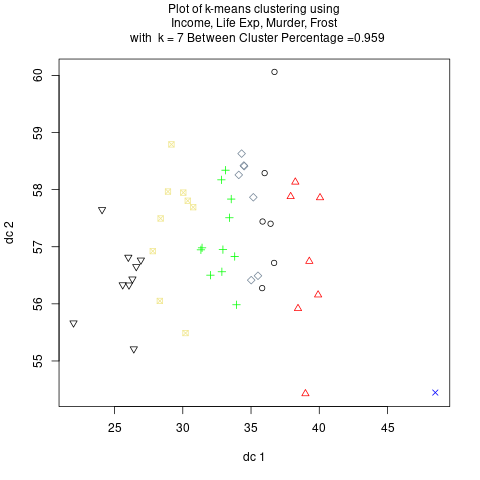 Plot of k-means clustering using
Income, Life Exp, Murder, Frost
with k = 7 Between Cluster Percentage =0.959
60
59
58
57
56
55
dc 2
25 30 35 40 45
dc 1